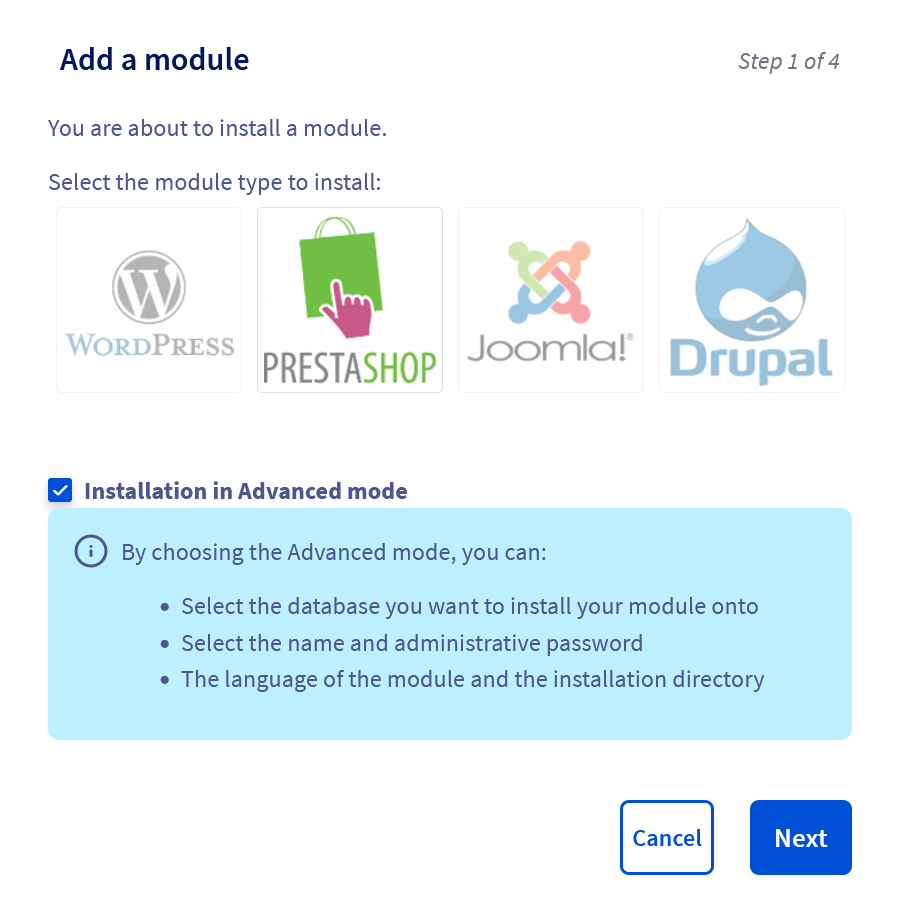 Add a module
Step 1 of 4
You are about to install a module.
Select the module type to install:
WORDPRESS
PRESTASHOP
Joomla!®
Drupal
Installation in Advanced mode
By choosing the Advanced mode, you can:
• Select the database you want to install your module onto
• Select the name and administrative password
• The language of the module and the installation directory
Cancel
Next